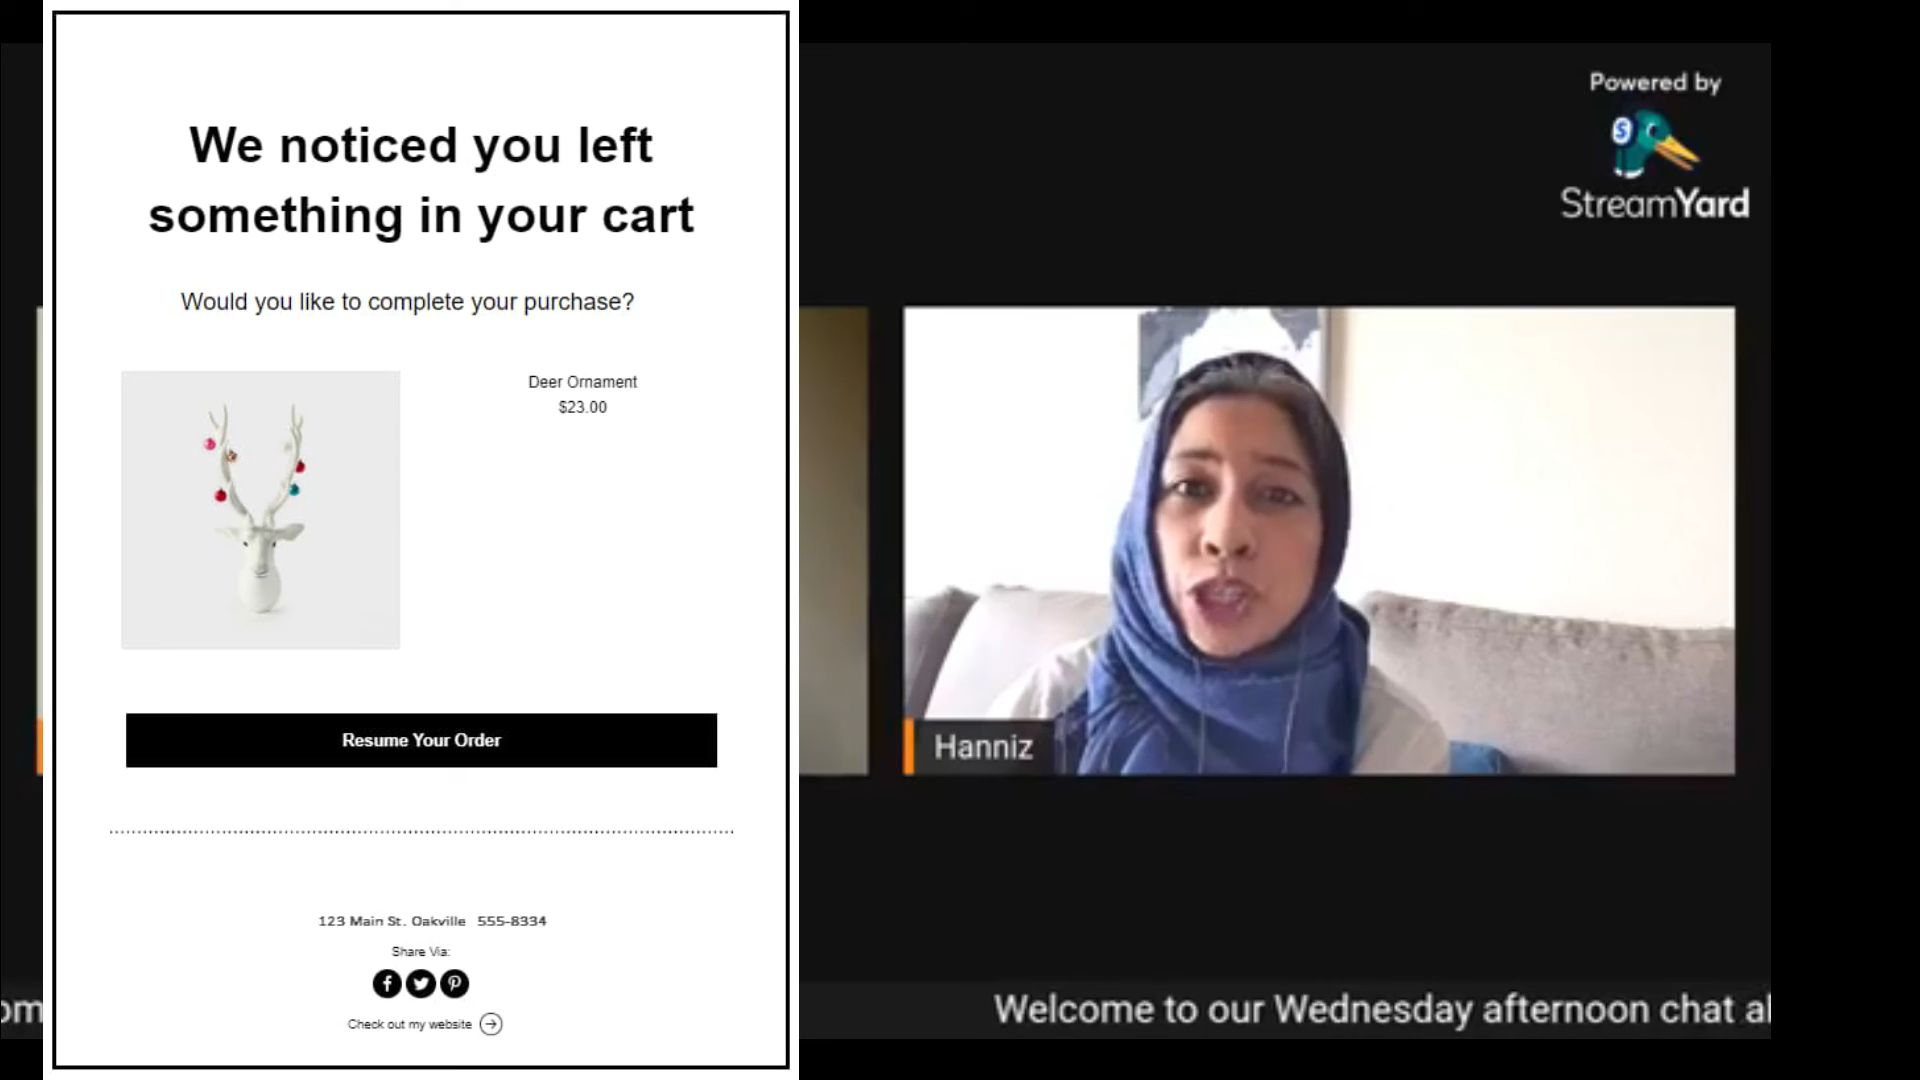 We noticed you left
something in your cart
Would you like to complete your purchase?
Deer Ornament
$23.00
Resume Your Order
123 Main St. Oakville 555-8334
Share Via:
Check out my website
Powered by
StreamYard
Hanniz
om
Welcome to our Wednesday afternoon chat al